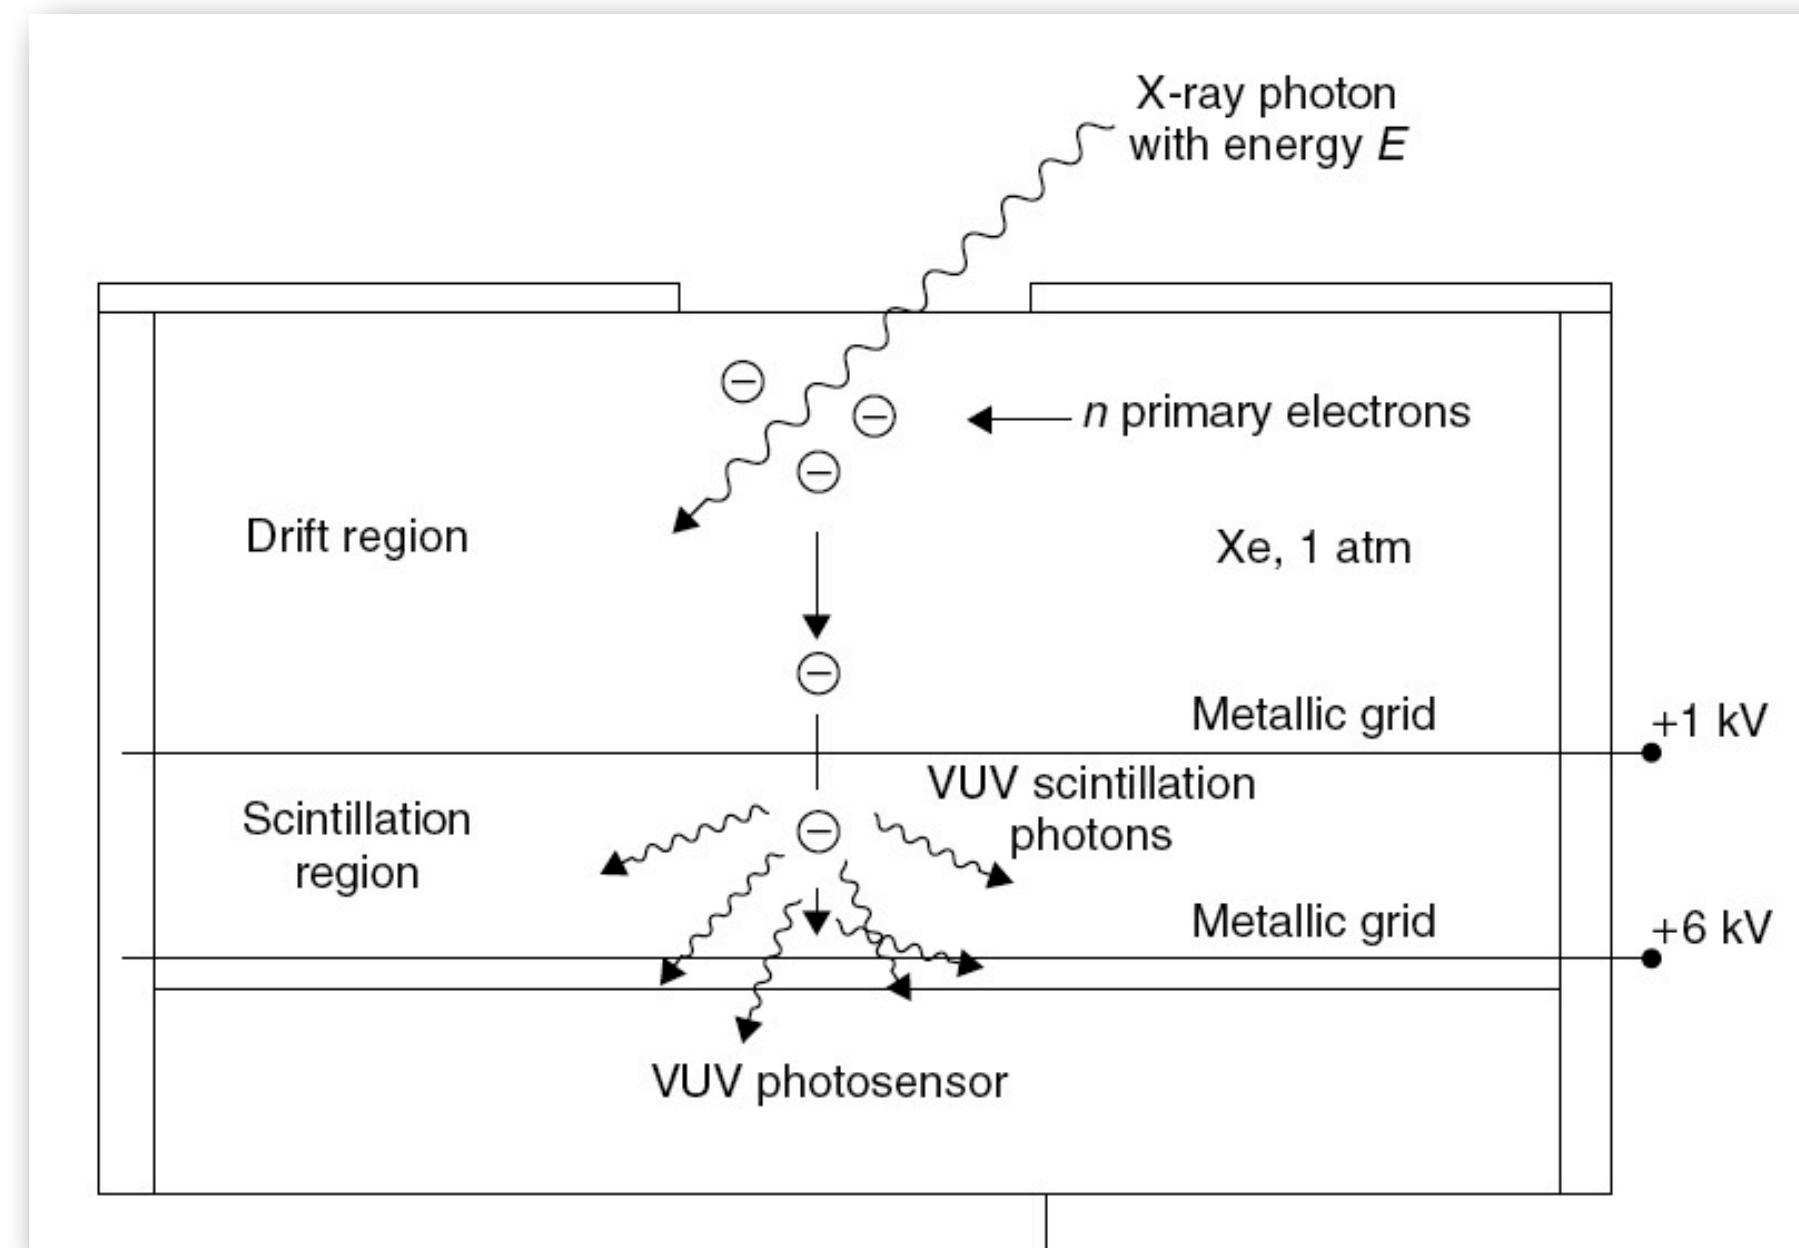 X-ray photon
with energy E
n primary electrons
Drift region
Xe, 1 atm
Metallic grid
+1 kV
VUV scintillation
photons
Scintillation
region
Metallic grid
+6 kV
VUV photosensor